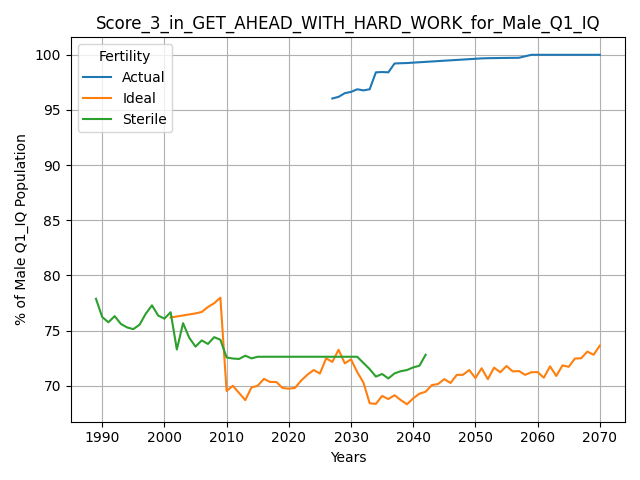 Score_3_in_GET_AHEAD_WITH_HARD_WORK_for_Male_Q1_IQ
Fertility
Actual
Ideal
Sterile
% of Male Q1_IQ Population
100
95
90
85
80
75
70
1990 2000 2010 2020 2030 2040 2050 2060 2070
Years